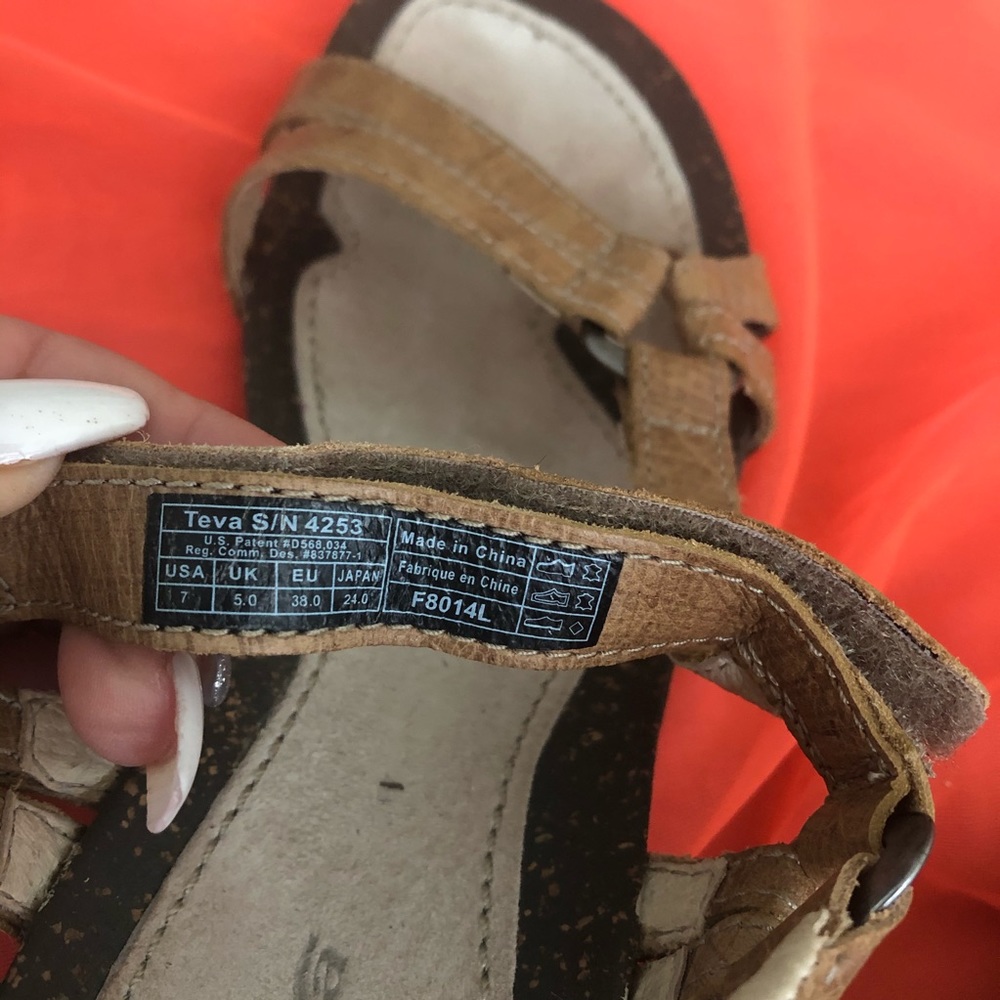 Teva S/N 4253
U.S. Patent #D568,034
Reg. Comm. Des. #837877-1
USA UK EU JAPAN
7 5.0 38.0 24.0
Made in China
Fabrique en Chine
F8014L